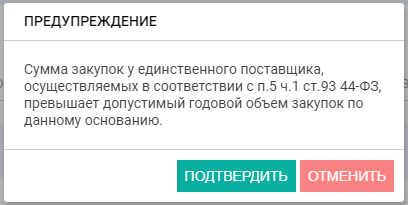 ПРЕДУПРЕЖДЕНИЕ
Сумма закупок у единственного поставщика,
осуществляемых в соответствии с п.5 ч.1 ст.93 44-ФЗ,
превышает допустимый годовой объем закупок по
данному основанию.
ПОДТВЕРДИТЬ ОТМЕНИТЬ